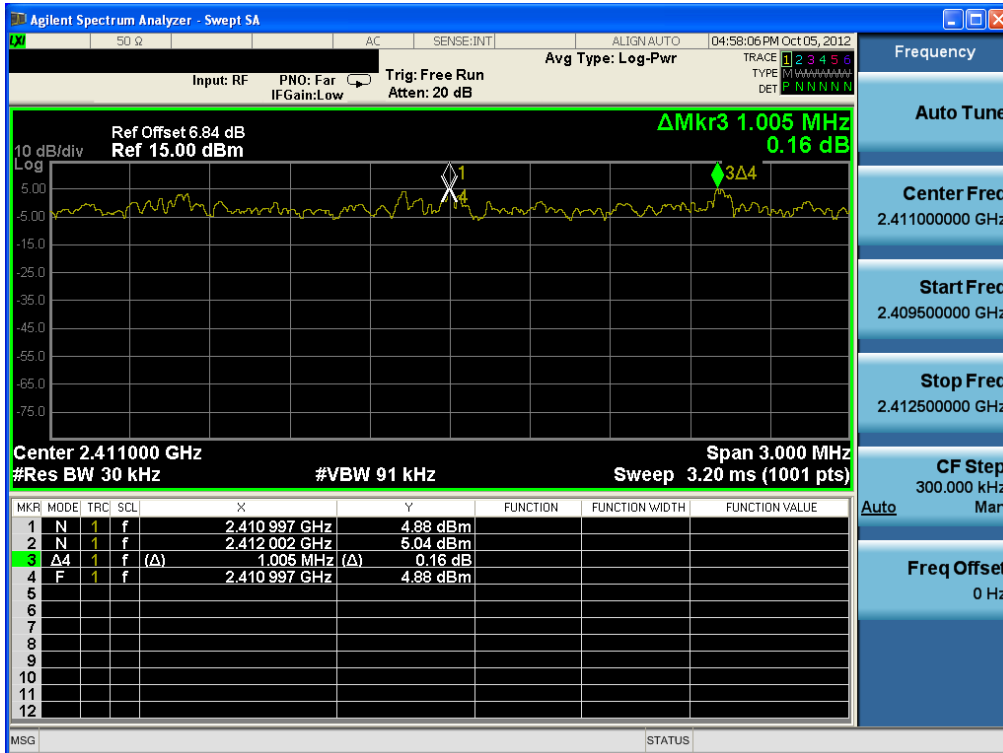 Agilent Spectrum Analyzer - Swept SA
LXI 50 Ω AC SENSE:INT ALIGN AUTO 04:58:06 PM Oct 05, 2012
Frequency
Avg Type: Log-Pwr TRACE 1 2 3 4 5 6
Input: RF PNO: Far Trig: Free Run TYPE M WWWWW
IFGain:Low Atten: 20 dB DET P N N N N N
Auto Tune
ΔMkr3 1.005 MHz
0.16 dB
Ref Offset 6.84 dB
10 dB/div Ref 15.00 dBm
Log
1
3Δ4
4
5.00
-5.00
-15.0
-25.0
-35.0
-45.0
-55.0
-65.0
-75.0
Center Freq
2.411000000 GHz
Start Freq
2.409500000 GHz
Stop Freq
2.412500000 GHz
Center 2.411000 GHz Span 3.000 MHz
#Res BW 30 kHz #VBW 91 kHz Sweep 3.20 ms (1001 pts)
CF Step
300.000 kHz
Auto Man
Freq Offset
0 Hz
MKR MODE TRC SCL X Y FUNCTION FUNCTION WIDTH FUNCTION VALUE
1 N 1 f 2.410 997 GHz 4.88 dBm
2 N 1 f 2.412 002 GHz 5.04 dBm
3 Δ4 1 f (Δ) 1.005 MHz (Δ) 0.16 dB
4 F 1 f 2.410 997 GHz 4.88 dBm
5
6
7
8
9
10
11
12
MSG STATUS